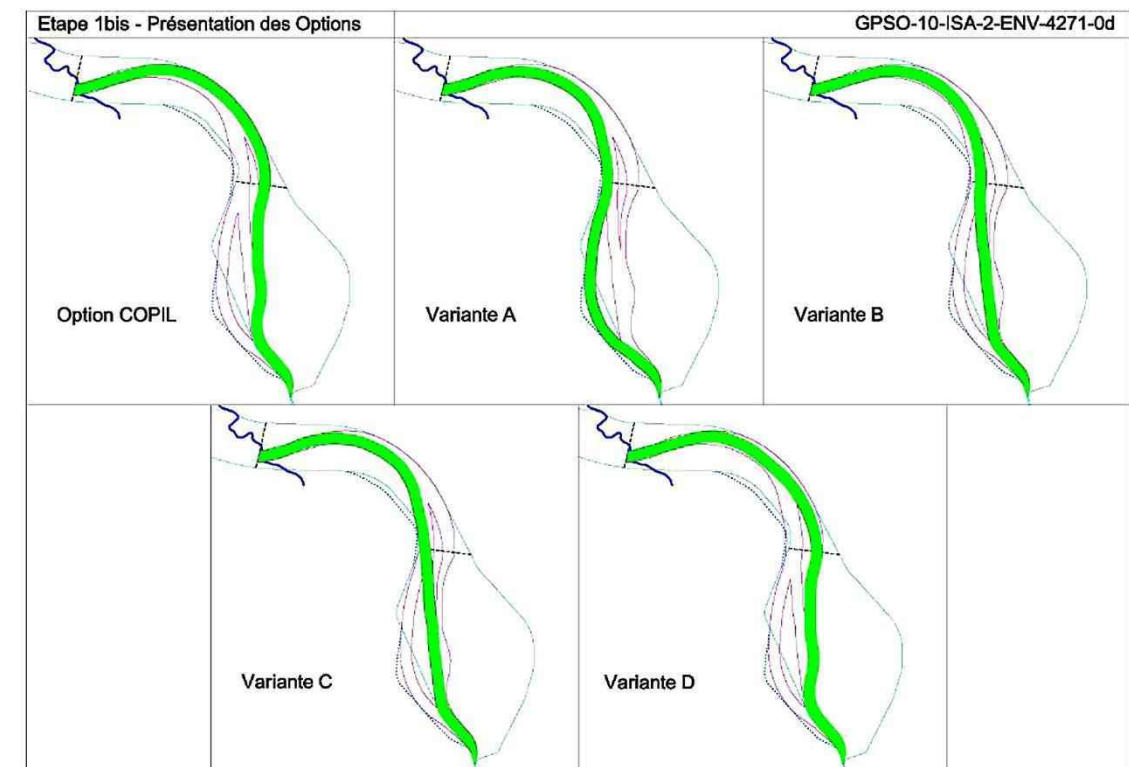 Etape 1bis - Présentation des Options
GPSO-10-ISA-2-ENV-4271-0d
Option COPIL
Variante A
Variante B
Variante C
Variante D